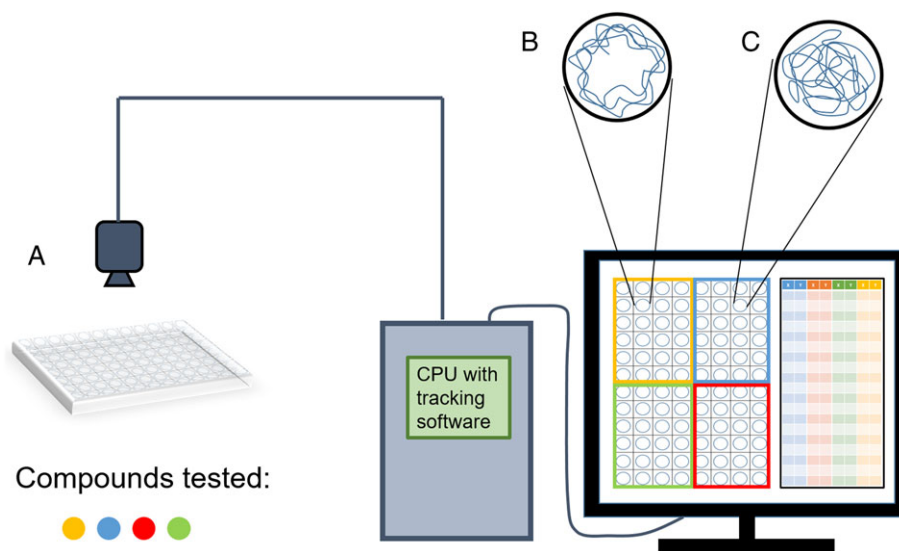 B
C
A
CPU with
tracking
software
Compounds tested: